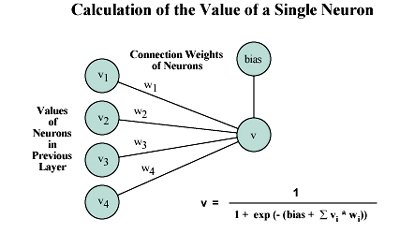 Calculation of the Value of a Single Neuron
Connection Weights
of Neurons
bias
v1
w1
Values
of
Neurons
in
Previous
Layer
v2
w2
v
v3
w3
v4
w4
v = 1
1 + exp (- (bias + Σ vi * wi))